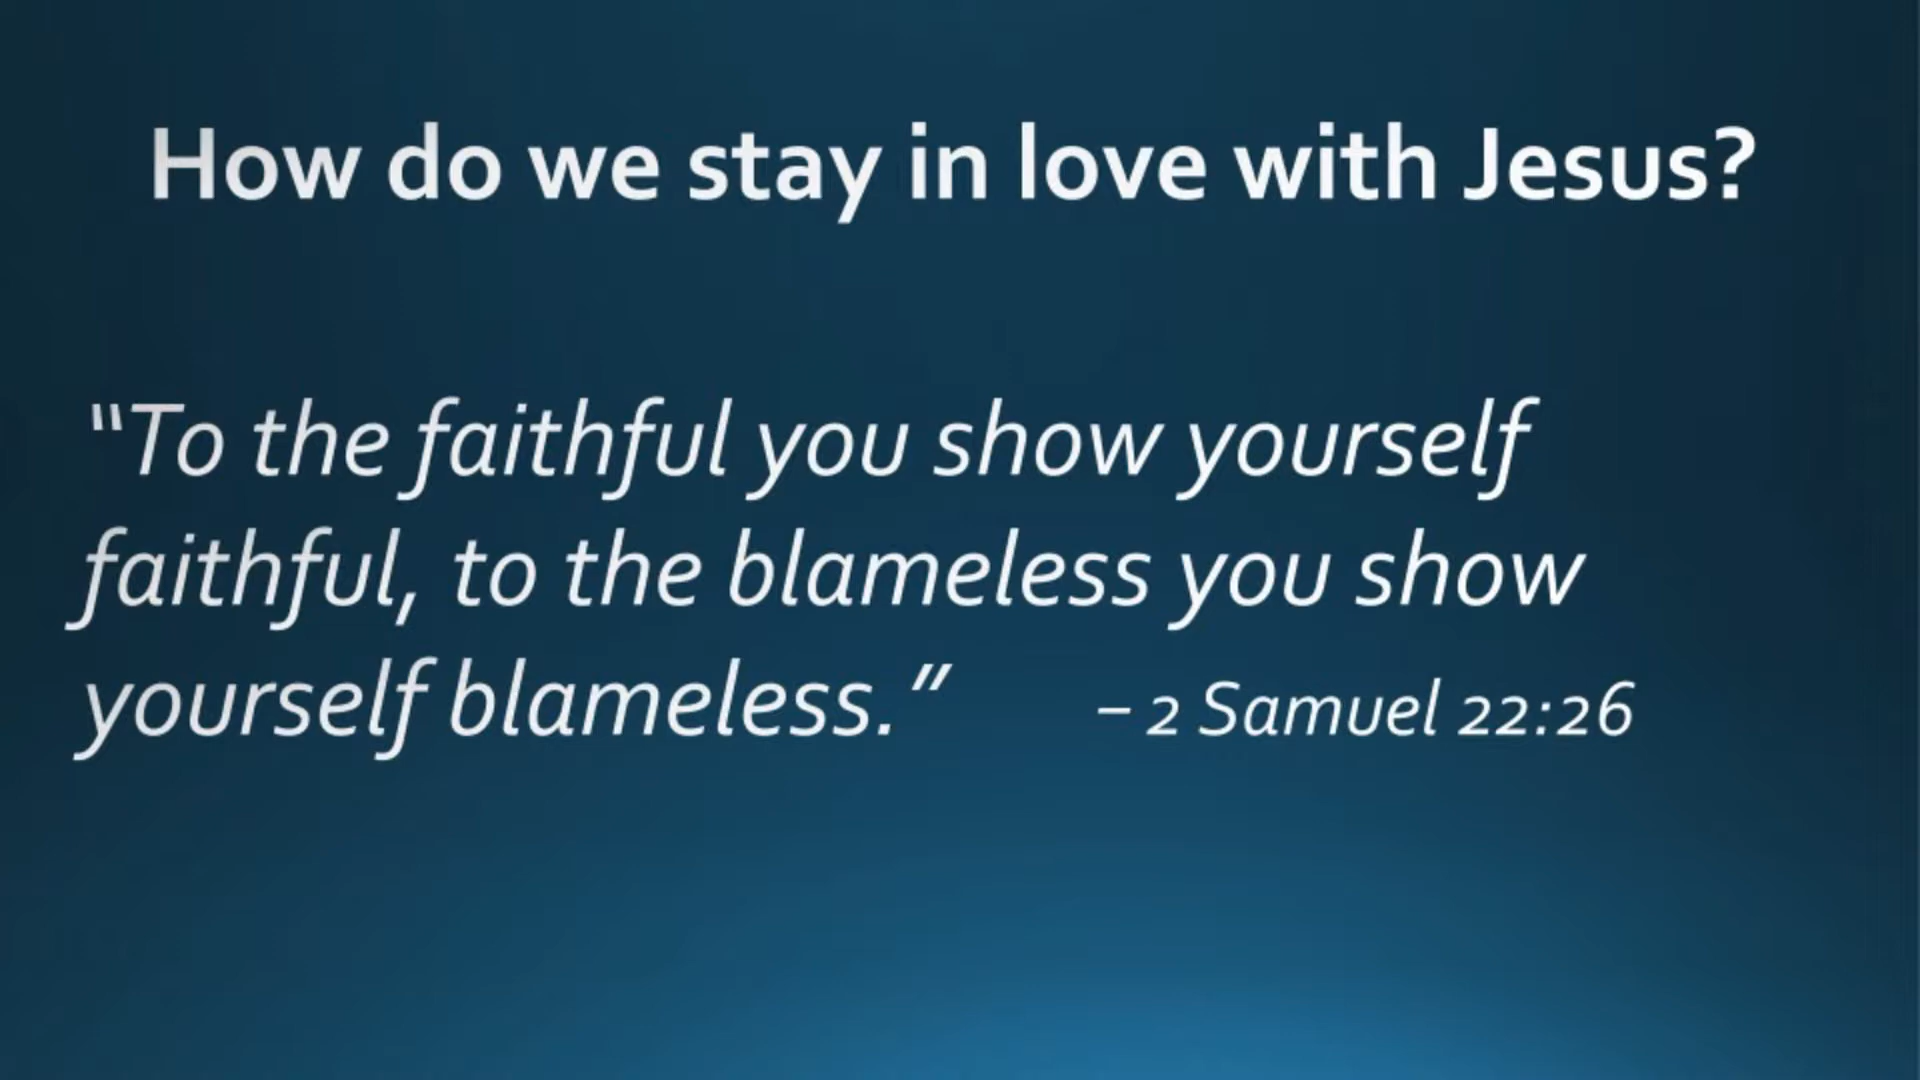 How do we stay in love with Jesus?
“To the faithful you show yourself
faithful, to the blameless you show
yourself blameless.” – 2 Samuel 22:26